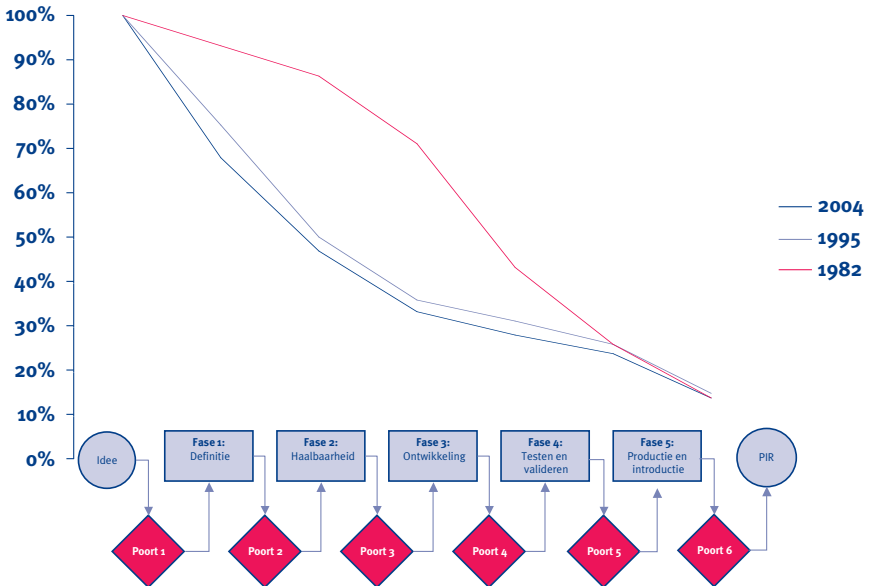 100%
90%
80%
70%
60%
50%
40%
30%
20%
10%
0%
2004
1995
1982
Idee
Fase 1:
Definitie
Fase 2:
Haalbaarheid
Fase 3:
Ontwikkeling
Fase 4:
Testen en
valideren
Fase 5:
Productie en
introductie
PIR
Poort 1
Poort 2
Poort 3
Poort 4
Poort 5
Poort 6